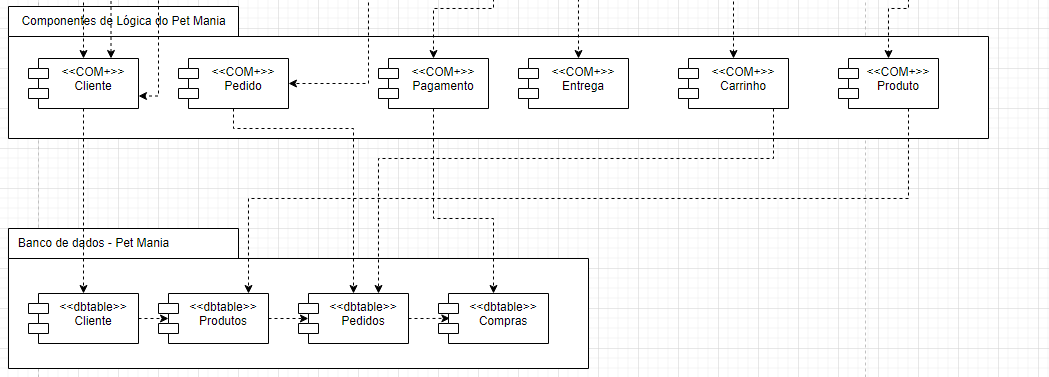 Componentes de Lógica do Pet Mania
<<COM+>>
Cliente
<<COM+>>
Pedido
<<COM+>>
Pagamento
<<COM+>>
Entrega
<<COM+>>
Carrinho
<<COM+>>
Produto
Banco de dados - Pet Mania
<<dbtable>>
Cliente
<<dbtable>>
Produtos
<<dbtable>>
Pedidos
<<dbtable>>
Compras